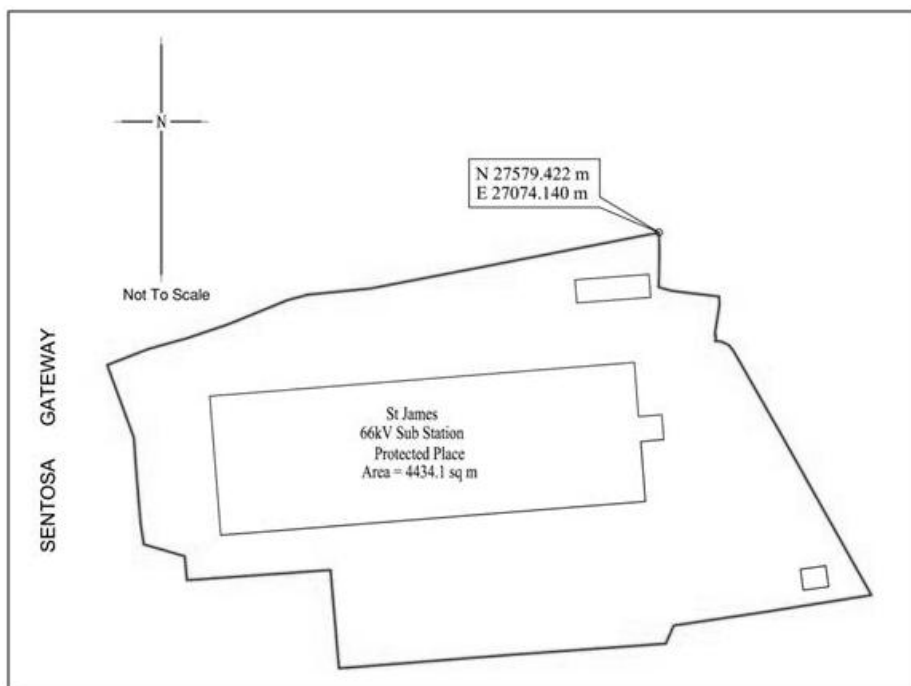 N
N 27579.422 m
E 27074.140 m
Not To Scale
SENTOSA GATEWAY
St James
66kV Sub Station
Protected Place
Area = 4434.1 sq m